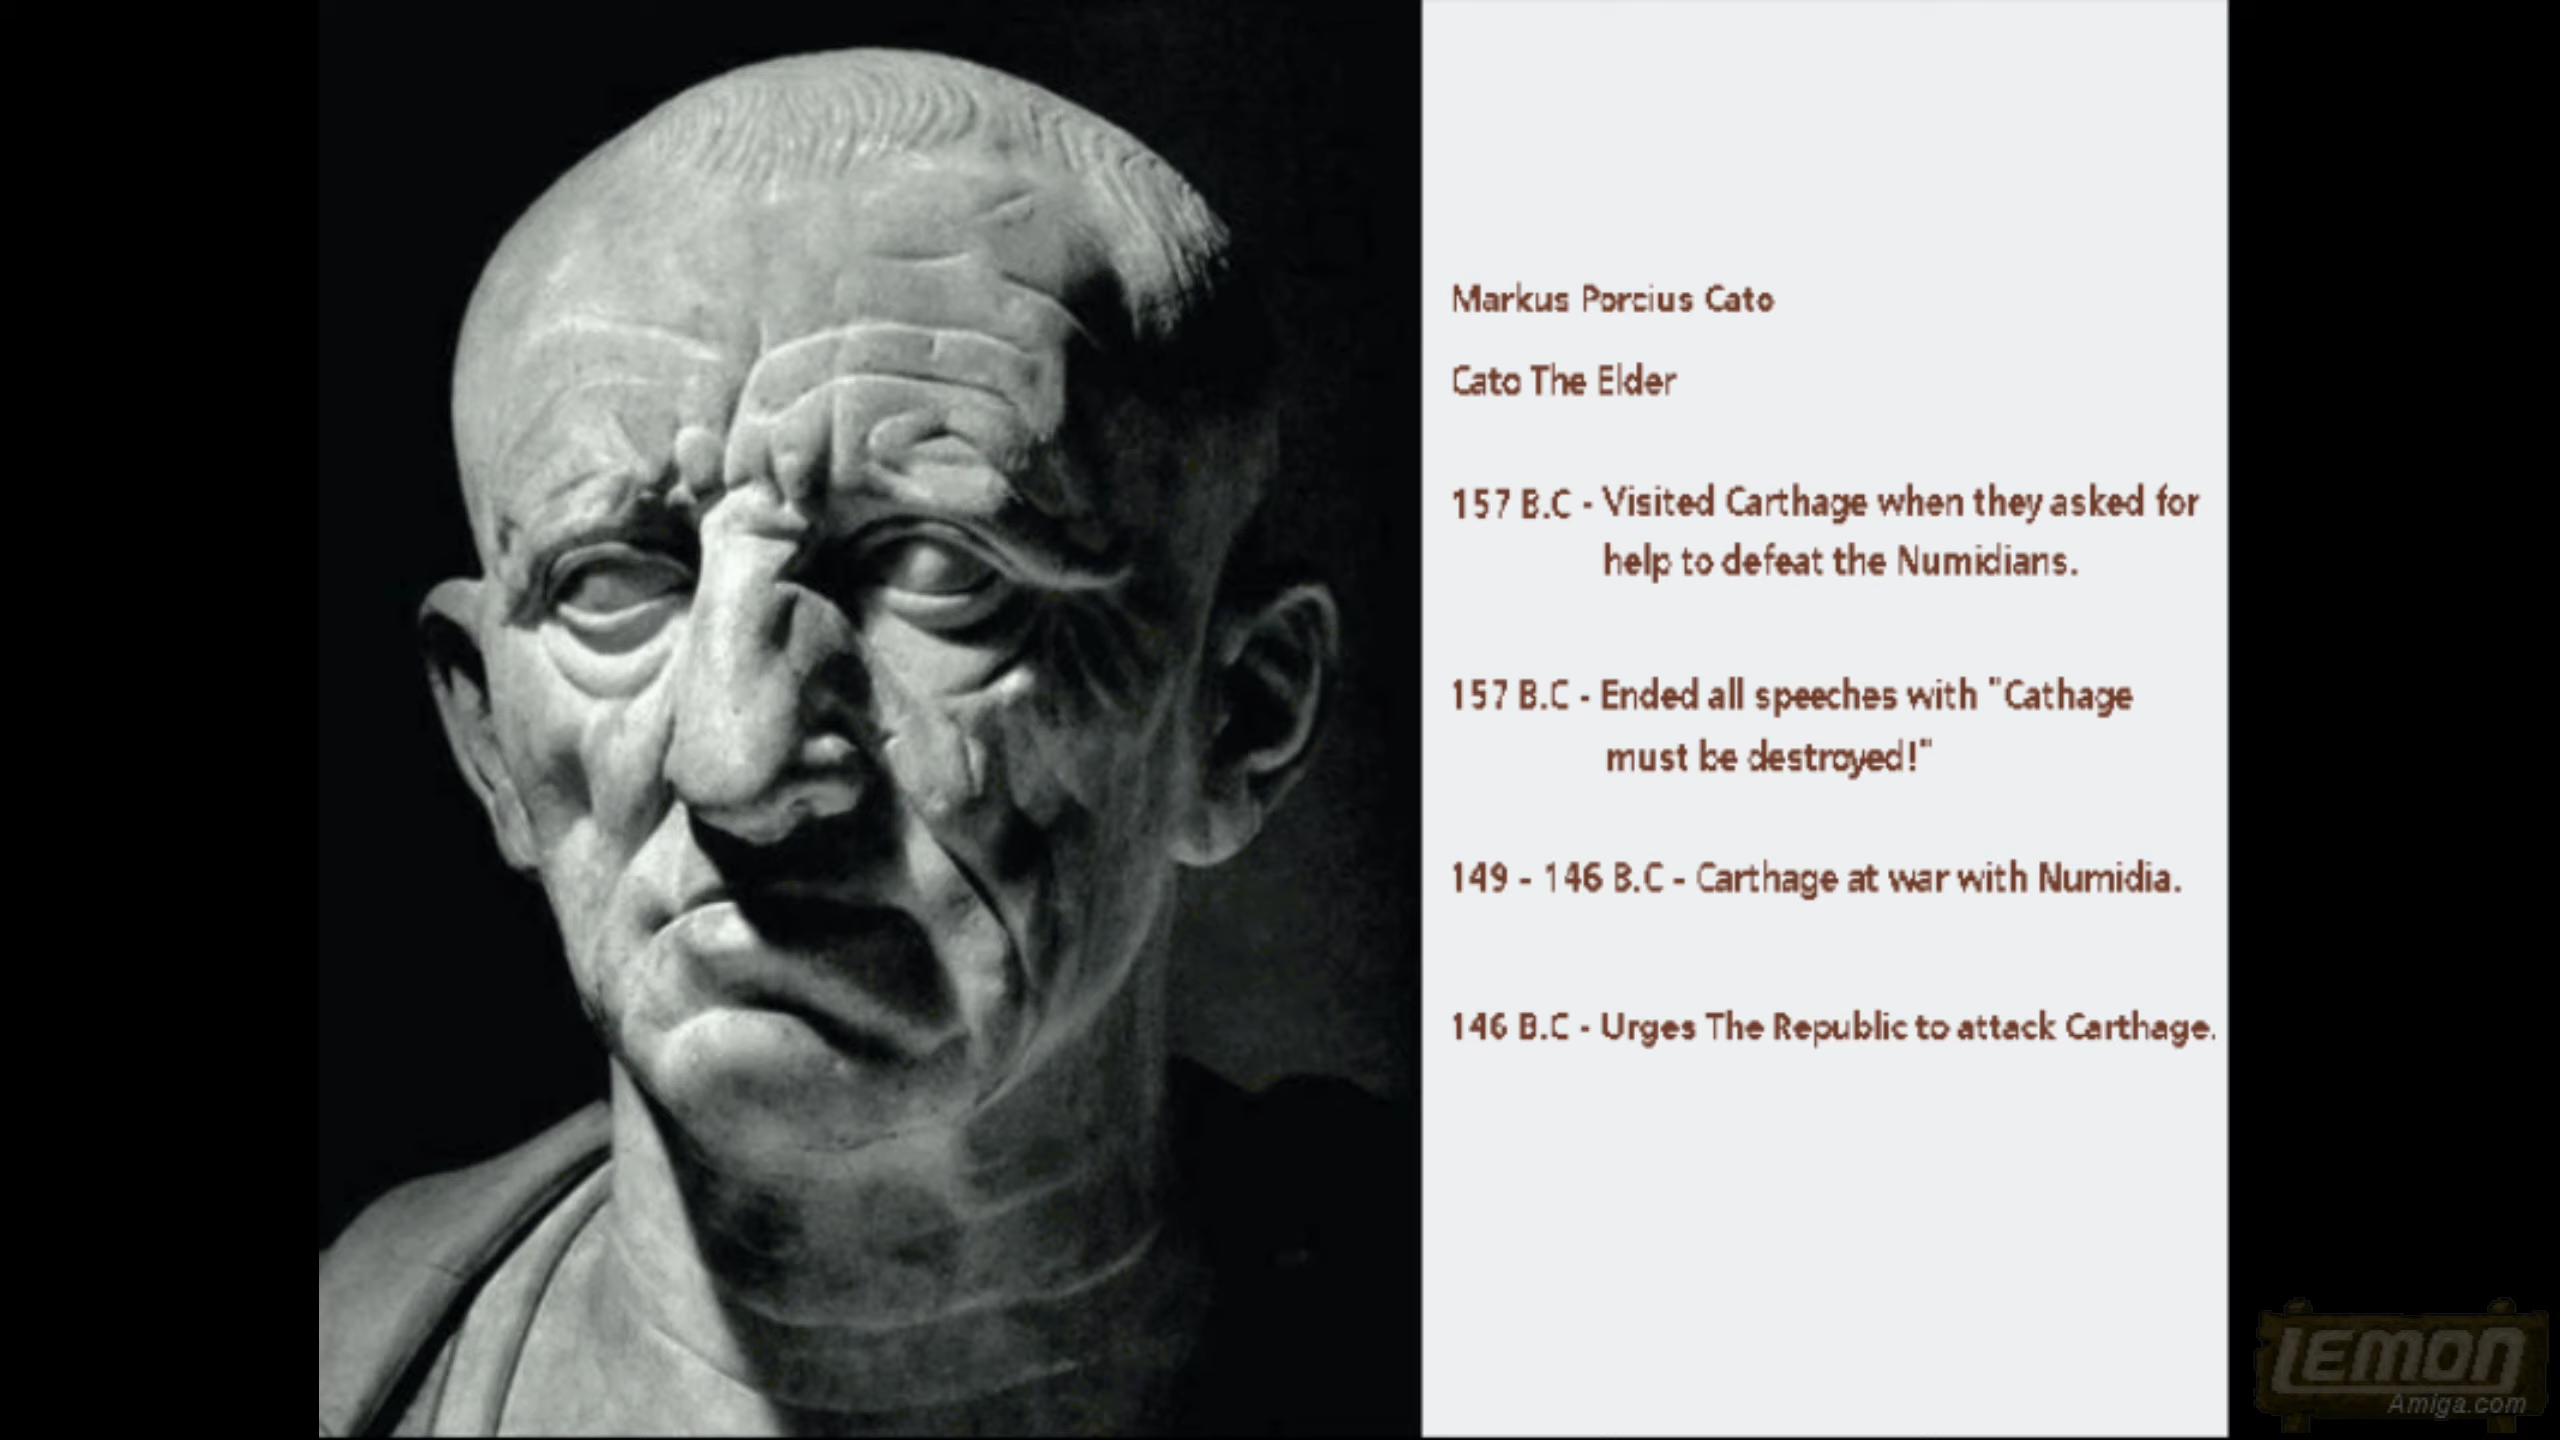 Markus Porcius Cato
Cato The Elder
157 B.C - Visited Carthage when they asked for
help to defeat the Numidians.
157 B.C - Ended all speeches with "Cathage
must be destroyed!"
149 - 146 B.C - Carthage at war with Numidia.
146 B.C - Urges The Republic to attack Carthage.
LEMON
Amiga.com